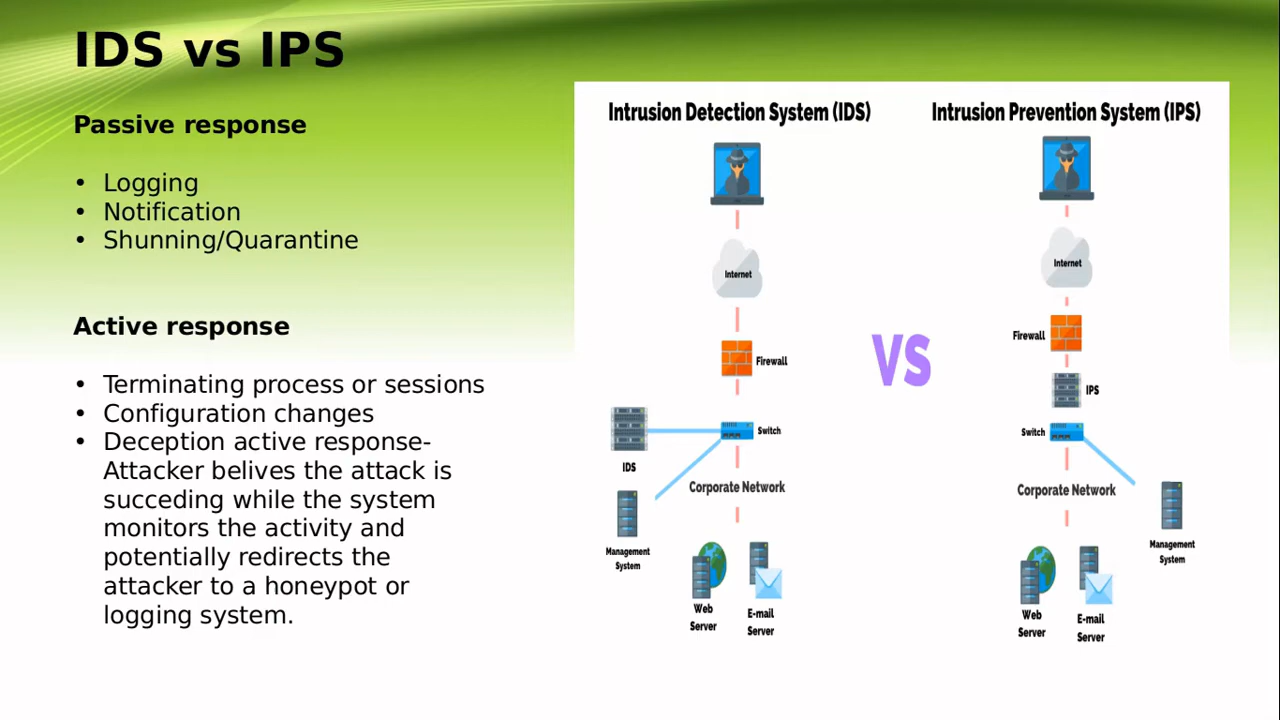 IDS vs IPS
Passive response
• Logging
• Notification
• Shunning/Quarantine
Active response
• Terminating process or sessions
• Configuration changes
• Deception active response-
Attacker belives the attack is
succeding while the system
monitors the activity and
potentially redirects the
attacker to a honeypot or
logging system.
Intrusion Detection System (IDS)
Internet
Firewall
Switch
IDS
Corporate Network
Management
System
Web
Server
E-mail
Server
VS
Intrusion Prevention System (IPS)
Internet
Firewall
IPS
Switch
Corporate Network
Management
System
Web
Server
E-mail
Server